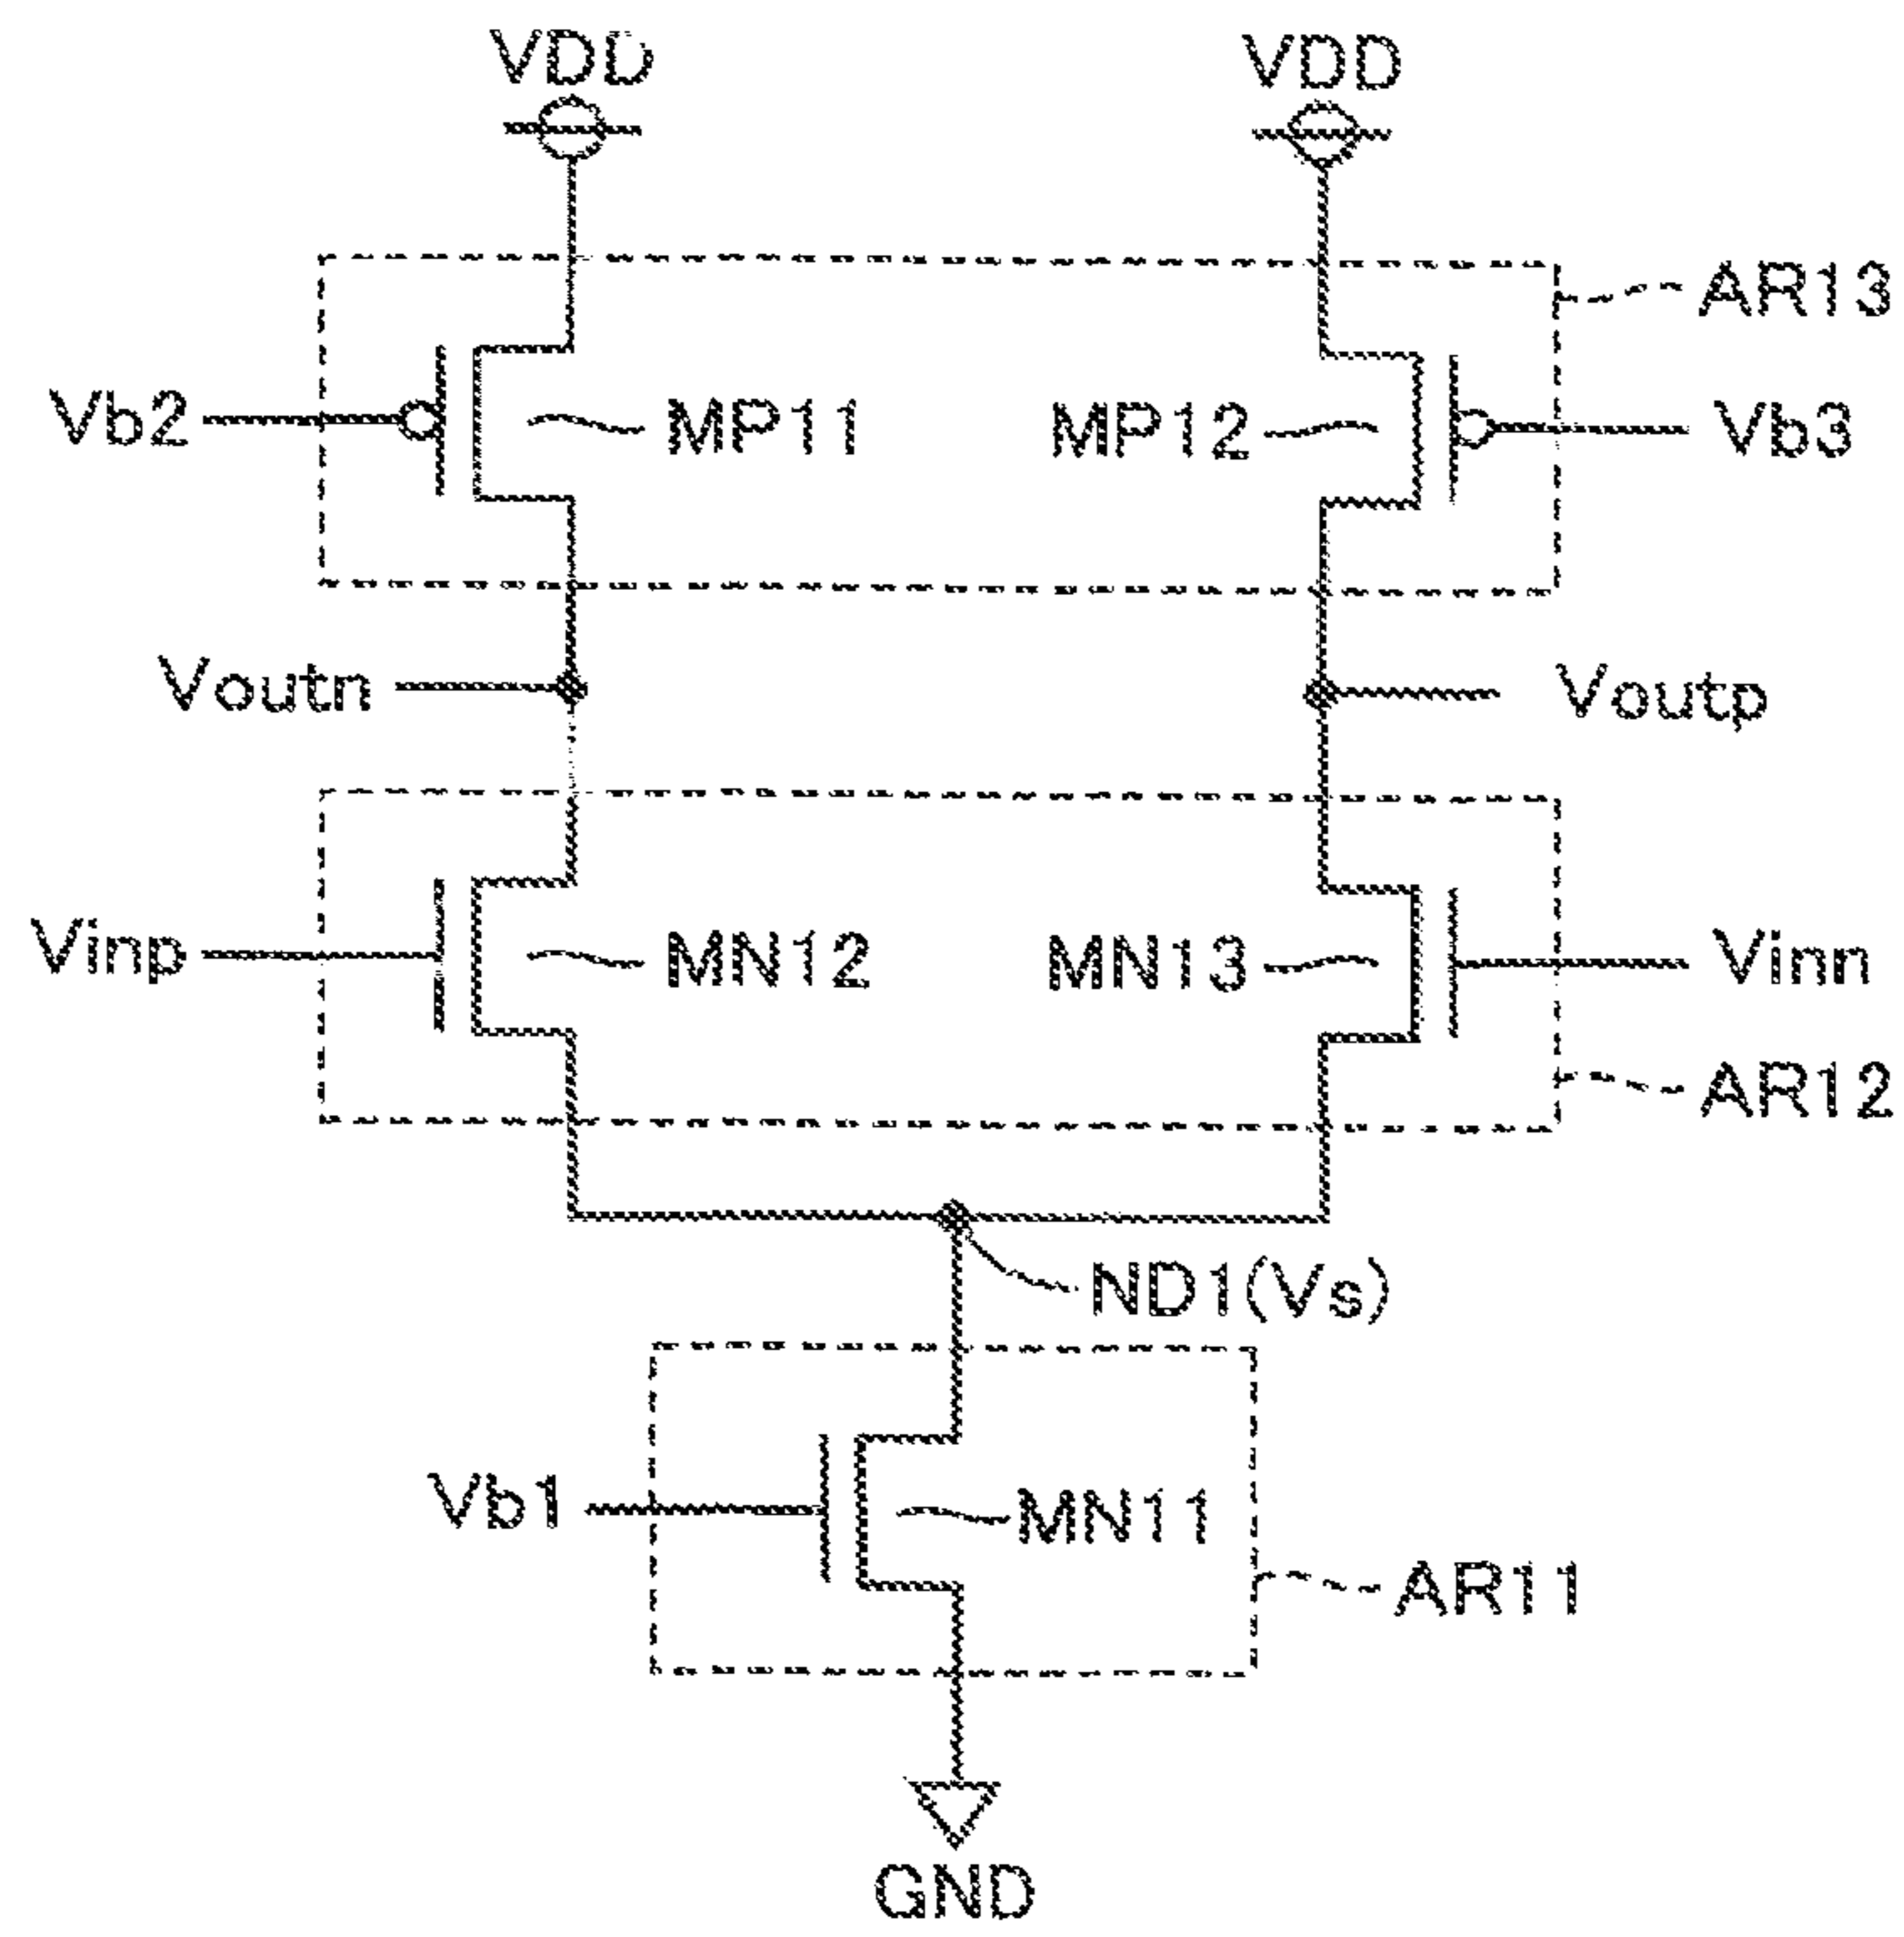 VDD
VDD
AR13
Vb2
MP11
MP12
Vb3
Voutn
Voutp
Vinp
MN12
MN13
Vinn
AR12
ND1(Vs)
Vb1
MN11
AR11
GND